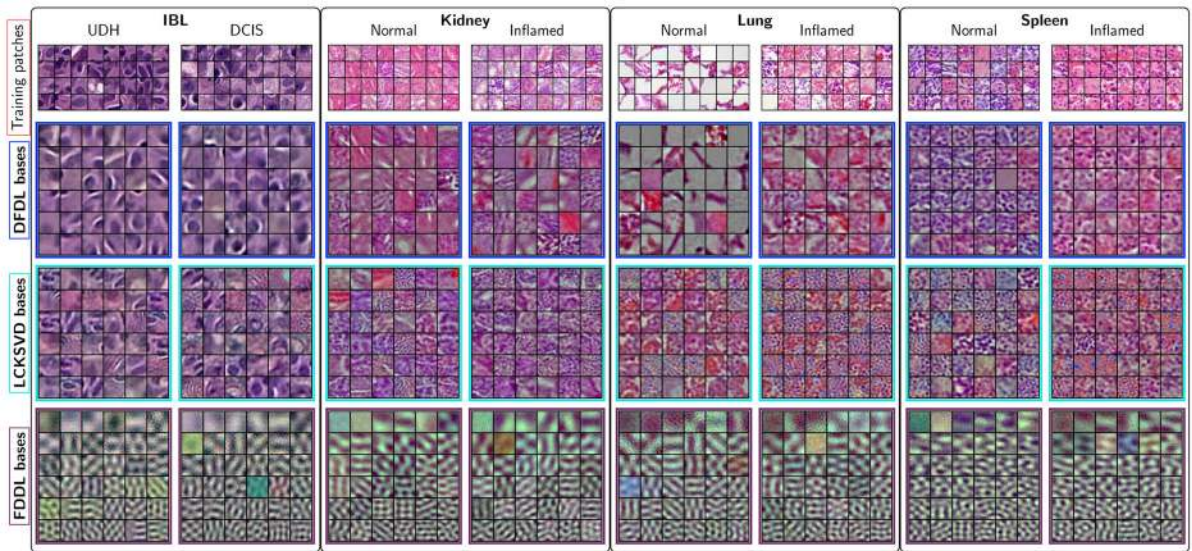 IBL Kidney Lung Spleen
UDH DCIS Normal Inflamed Normal Inflamed Normal Inflamed
Training patches
DFDL bases
LCKSVD bases
FDDL bases